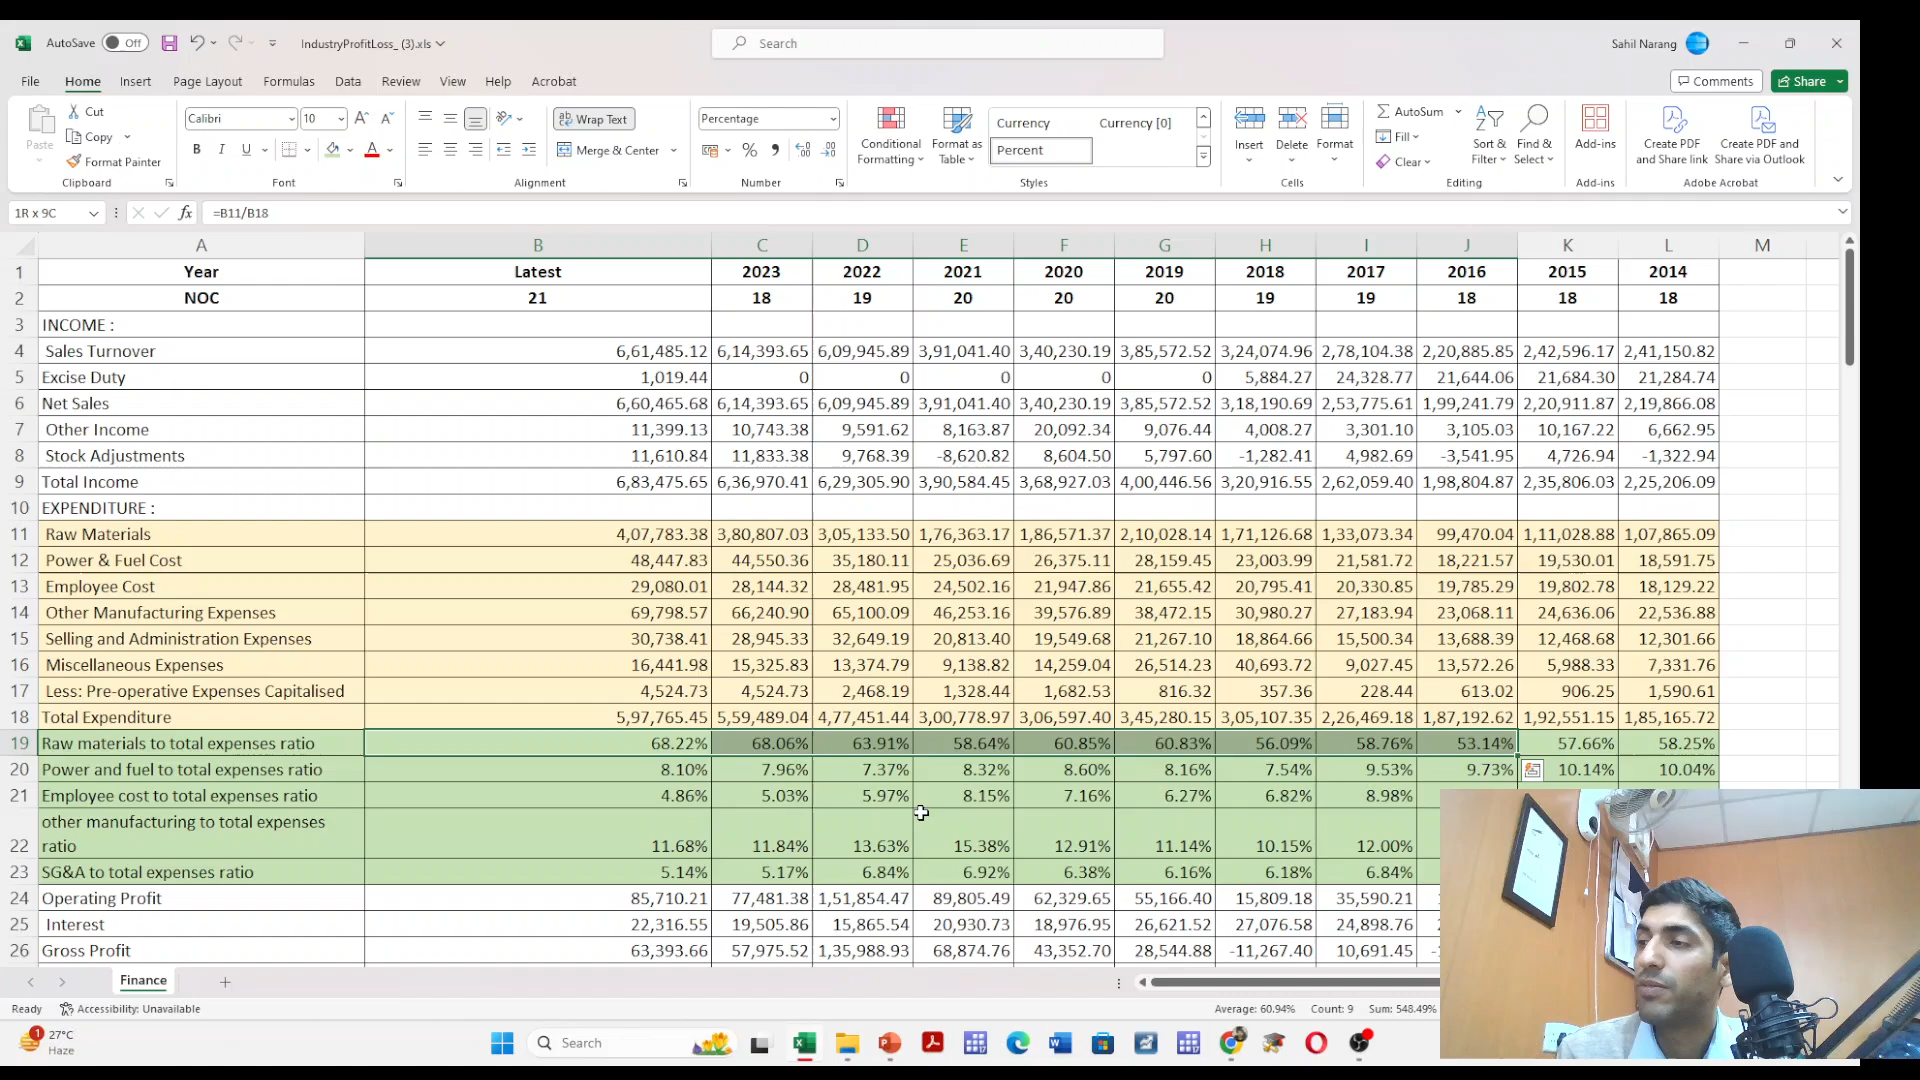 AutoSave Off IndustryProfitLoss_ (3).xls Search Sahil Narang
File Home Insert Page Layout Formulas Data Review View Help Acrobat Comments Share
Paste Cut Copy Format Painter Clipboard
Calibri 10 B I U Font
Wrap Text Merge & Center Alignment
Percentage Number
Conditional Formatting Format as Table Currency Currency [0] Percent Styles
Insert Delete Format Cells
AutoSum Fill Clear Sort & Filter Find & Select Editing
Add-ins Add-ins
Create PDF and Share link Create PDF and Share via Outlook Adobe Acrobat
1R x 9C fx =B11/B18
A B C D E F G H I J K L M
1 Year Latest 2023 2022 2021 2020 2019 2018 2017 2016 2015 2014
2 NOC 21 18 19 20 20 20 19 19 18 18 18
3 INCOME :
4 Sales Turnover 6,61,485.12 6,14,393.65 6,09,945.89 3,91,041.40 3,40,230.19 3,85,572.52 3,24,074.96 2,78,104.38 2,20,885.85 2,42,596.17 2,41,150.82
5 Excise Duty 1,019.44 0 0 0 0 0 5,884.27 24,328.77 21,644.06 21,684.30 21,284.74
6 Net Sales 6,60,465.68 6,14,393.65 6,09,945.89 3,91,041.40 3,40,230.19 3,85,572.52 3,18,190.69 2,53,775.61 1,99,241.79 2,20,911.87 2,19,866.08
7 Other Income 11,399.13 10,743.38 9,591.62 8,163.87 20,092.34 9,076.44 4,008.27 3,301.10 3,105.03 10,167.22 6,662.95
8 Stock Adjustments 11,610.84 11,833.38 9,768.39 -8,620.82 8,604.50 5,797.60 -1,282.41 4,982.69 -3,541.95 4,726.94 -1,322.94
9 Total Income 6,83,475.65 6,36,970.41 6,29,305.90 3,90,584.45 3,68,927.03 4,00,446.56 3,20,916.55 2,62,059.40 1,98,804.87 2,35,806.03 2,25,206.09
10 EXPENDITURE :
11 Raw Materials 4,07,783.38 3,80,807.03 3,05,133.50 1,76,363.17 1,86,571.37 2,10,028.14 1,71,126.68 1,33,073.34 99,470.04 1,11,028.88 1,07,865.09
12 Power & Fuel Cost 48,447.83 44,550.36 35,180.11 25,036.69 26,375.11 28,159.45 23,003.99 21,581.72 18,221.57 19,530.01 18,591.75
13 Employee Cost 29,080.01 28,144.32 28,481.95 24,502.16 21,947.86 21,655.42 20,795.41 20,330.85 19,785.29 19,802.78 18,129.22
14 Other Manufacturing Expenses 69,798.57 66,240.90 65,100.09 46,253.16 39,576.89 38,472.15 30,980.27 27,183.94 23,068.11 24,636.06 22,536.88
15 Selling and Administration Expenses 30,738.41 28,945.33 32,649.19 20,813.40 19,549.68 21,267.10 18,864.66 15,500.34 13,688.39 12,468.68 12,301.66
16 Miscellaneous Expenses 16,441.98 15,325.83 13,374.79 9,138.82 14,259.04 26,514.23 40,693.72 9,027.45 13,572.26 5,988.33 7,331.76
17 Less: Pre-operative Expenses Capitalised 4,524.73 4,524.73 2,468.19 1,328.44 1,682.53 816.32 357.36 228.44 613.02 906.25 1,590.61
18 Total Expenditure 5,97,765.45 5,59,489.04 4,77,451.44 3,00,778.97 3,06,597.40 3,45,280.15 3,05,107.35 2,26,469.18 1,87,192.62 1,92,551.15 1,85,165.72
19 Raw materials to total expenses ratio 68.22% 68.06% 63.91% 58.64% 60.85% 60.83% 56.09% 58.76% 53.14% 57.66% 58.25%
20 Power and fuel to total expenses ratio 8.10% 7.96% 7.37% 8.32% 8.60% 8.16% 7.54% 9.53% 9.73% 10.14% 10.04%
21 Employee cost to total expenses ratio 4.86% 5.03% 5.97% 8.15% 7.16% 6.27% 6.82% 8.98%
other manufacturing to total expenses
22 ratio 11.68% 11.84% 13.63% 15.38% 12.91% 11.14% 10.15% 12.00%
23 SG&A to total expenses ratio 5.14% 5.17% 6.84% 6.92% 6.38% 6.16% 6.18% 6.84%
24 Operating Profit 85,710.21 77,481.38 1,51,854.47 89,805.49 62,329.65 55,166.40 15,809.18 35,590.21
25 Interest 22,316.55 19,505.86 15,865.54 20,930.73 18,976.95 26,621.52 27,076.58 24,898.76
26 Gross Profit 63,393.66 57,975.52 1,35,988.93 68,874.76 43,352.70 28,544.88 -11,267.40 10,691.45
Finance
Ready Accessibility: Unavailable Average: 60.94% Count: 9 Sum: 548.49%
1 27°C
Haze
Search